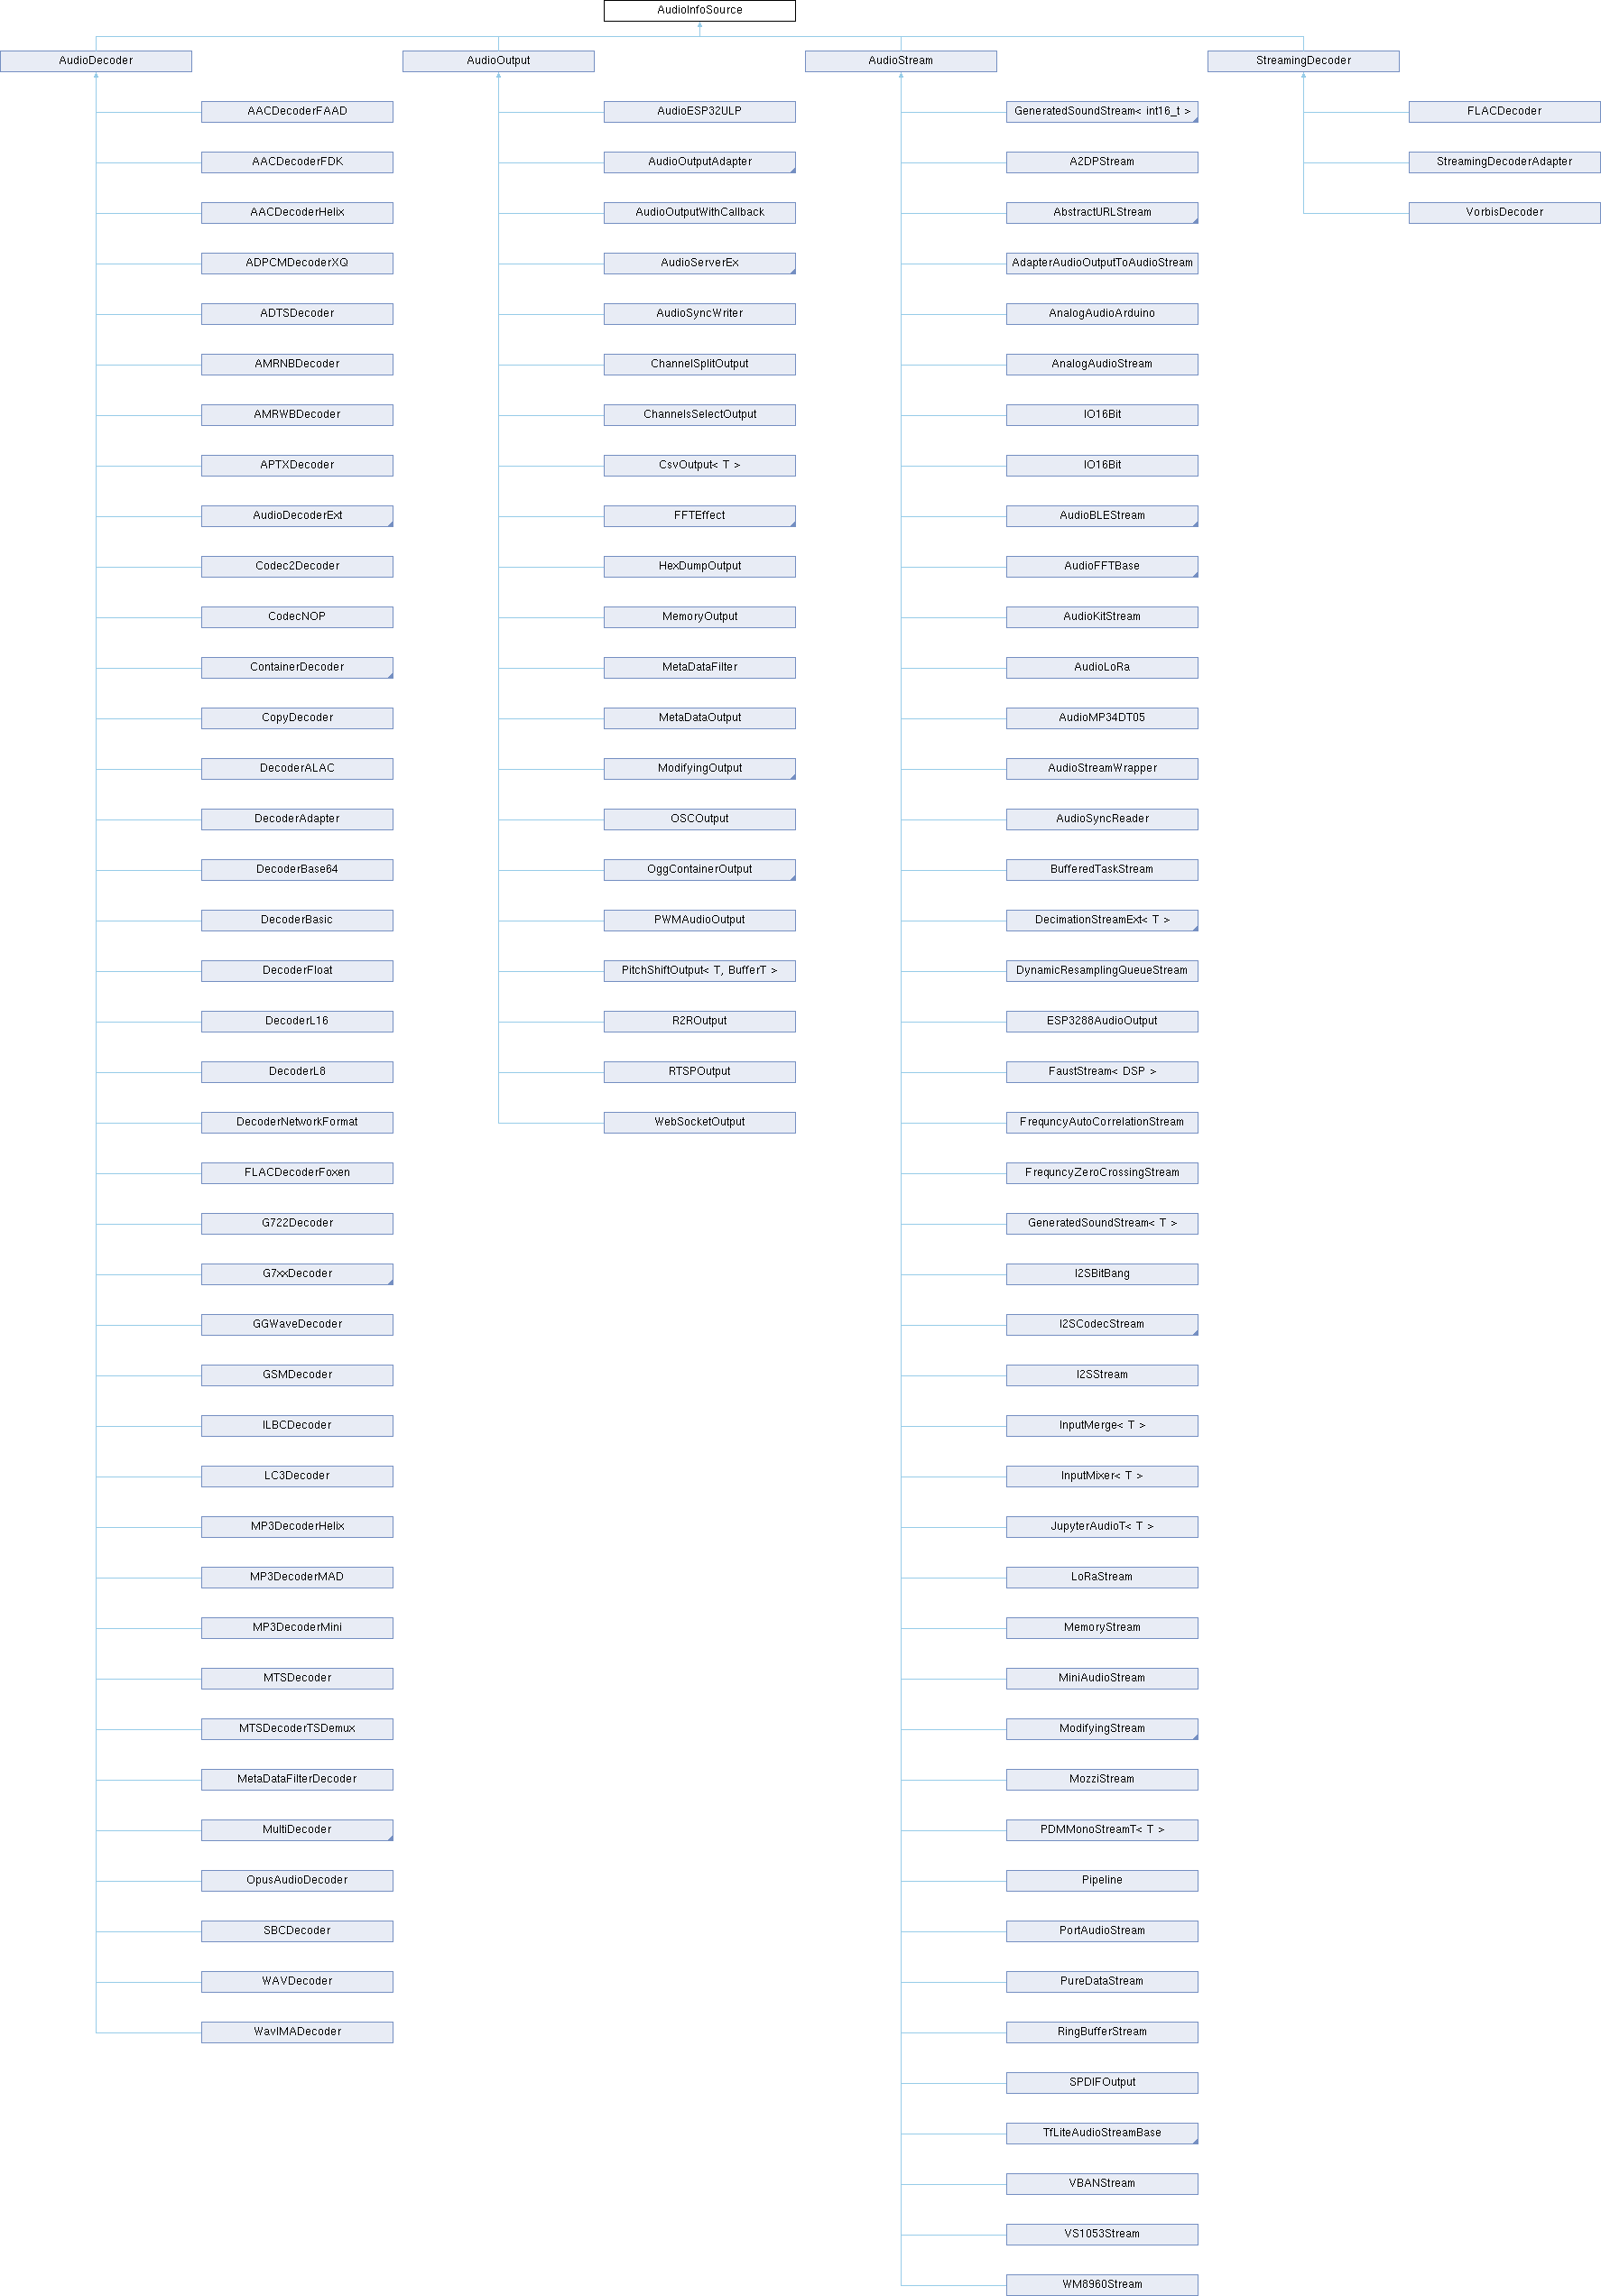 AudioInfoSource
AudioDecoder
AudioOutput
AudioStream
StreamingDecoder
AACDecoderFAAD
AudioESP32ULP
GeneratedSoundStream< int16_t >
FLACDecoder
AACDecoderFDK
AudioOutputAdapter
A2DPStream
StreamingDecoderAdapter
AACDecoderHelix
AudioOutputWithCallback
AbstractURLStream
VorbisDecoder
ADPCMDecoderXQ
AudioServerEx
AdapterAudioOutputToAudioStream
ADTSDecoder
AudioSyncWriter
AnalogAudioArduino
AMRNBDecoder
ChannelSplitOutput
AnalogAudioStream
AMRWBDecoder
ChannelsSelectOutput
IO16Bit
APTXDecoder
CsvOutput< T >
IO16Bit
AudioDecoderExt
FFTEffect
AudioBLEStream
Codec2Decoder
HexDumpOutput
AudioFFTBase
CodecNOP
MemoryOutput
AudioKitStream
ContainerDecoder
MetaDataFilter
AudioLoRa
CopyDecoder
MetaDataOutput
AudioMP34DT05
DecoderALAC
ModifyingOutput
AudioStreamWrapper
DecoderAdapter
OSCOutput
AudioSyncReader
DecoderBase64
OggContainerOutput
BufferedTaskStream
DecoderBasic
PWMAudioOutput
DecimationStreamExt< T >
DecoderFloat
PitchShiftOutput< T, BufferT >
DynamicResamplingQueueStream
DecoderL16
R2ROutput
ESP3288AudioOutput
DecoderL8
RTSPOutput
FaustStream< DSP >
DecoderNetworkFormat
WebSocketOutput
FrequncyAutoCorrelationStream
FLACDecoderFoxen
FrequncyZeroCrossingStream
G722Decoder
GeneratedSoundStream< T >
G7xxDecoder
I2SBitBang
GGWaveDecoder
I2SCodecStream
GSMDecoder
I2SStream
ILBCDecoder
InputMerge< T >
LC3Decoder
InputMixer< T >
MP3DecoderHelix
JupyterAudioT< T >
MP3DecoderMAD
LoRaStream
MP3DecoderMini
MemoryStream
MTSDecoder
MiniAudioStream
MTSDecoderTSDemux
ModifyingStream
MetaDataFilterDecoder
MozziStream
MultiDecoder
PDMMonoStreamT< T >
OpusAudioDecoder
Pipeline
SBCDecoder
PortAudioStream
WAVDecoder
PureDataStream
WavIMADecoder
RingBufferStream
SPDIFOutput
TfLiteAudioStreamBase
VBANStream
VS1053Stream
WM8960Stream